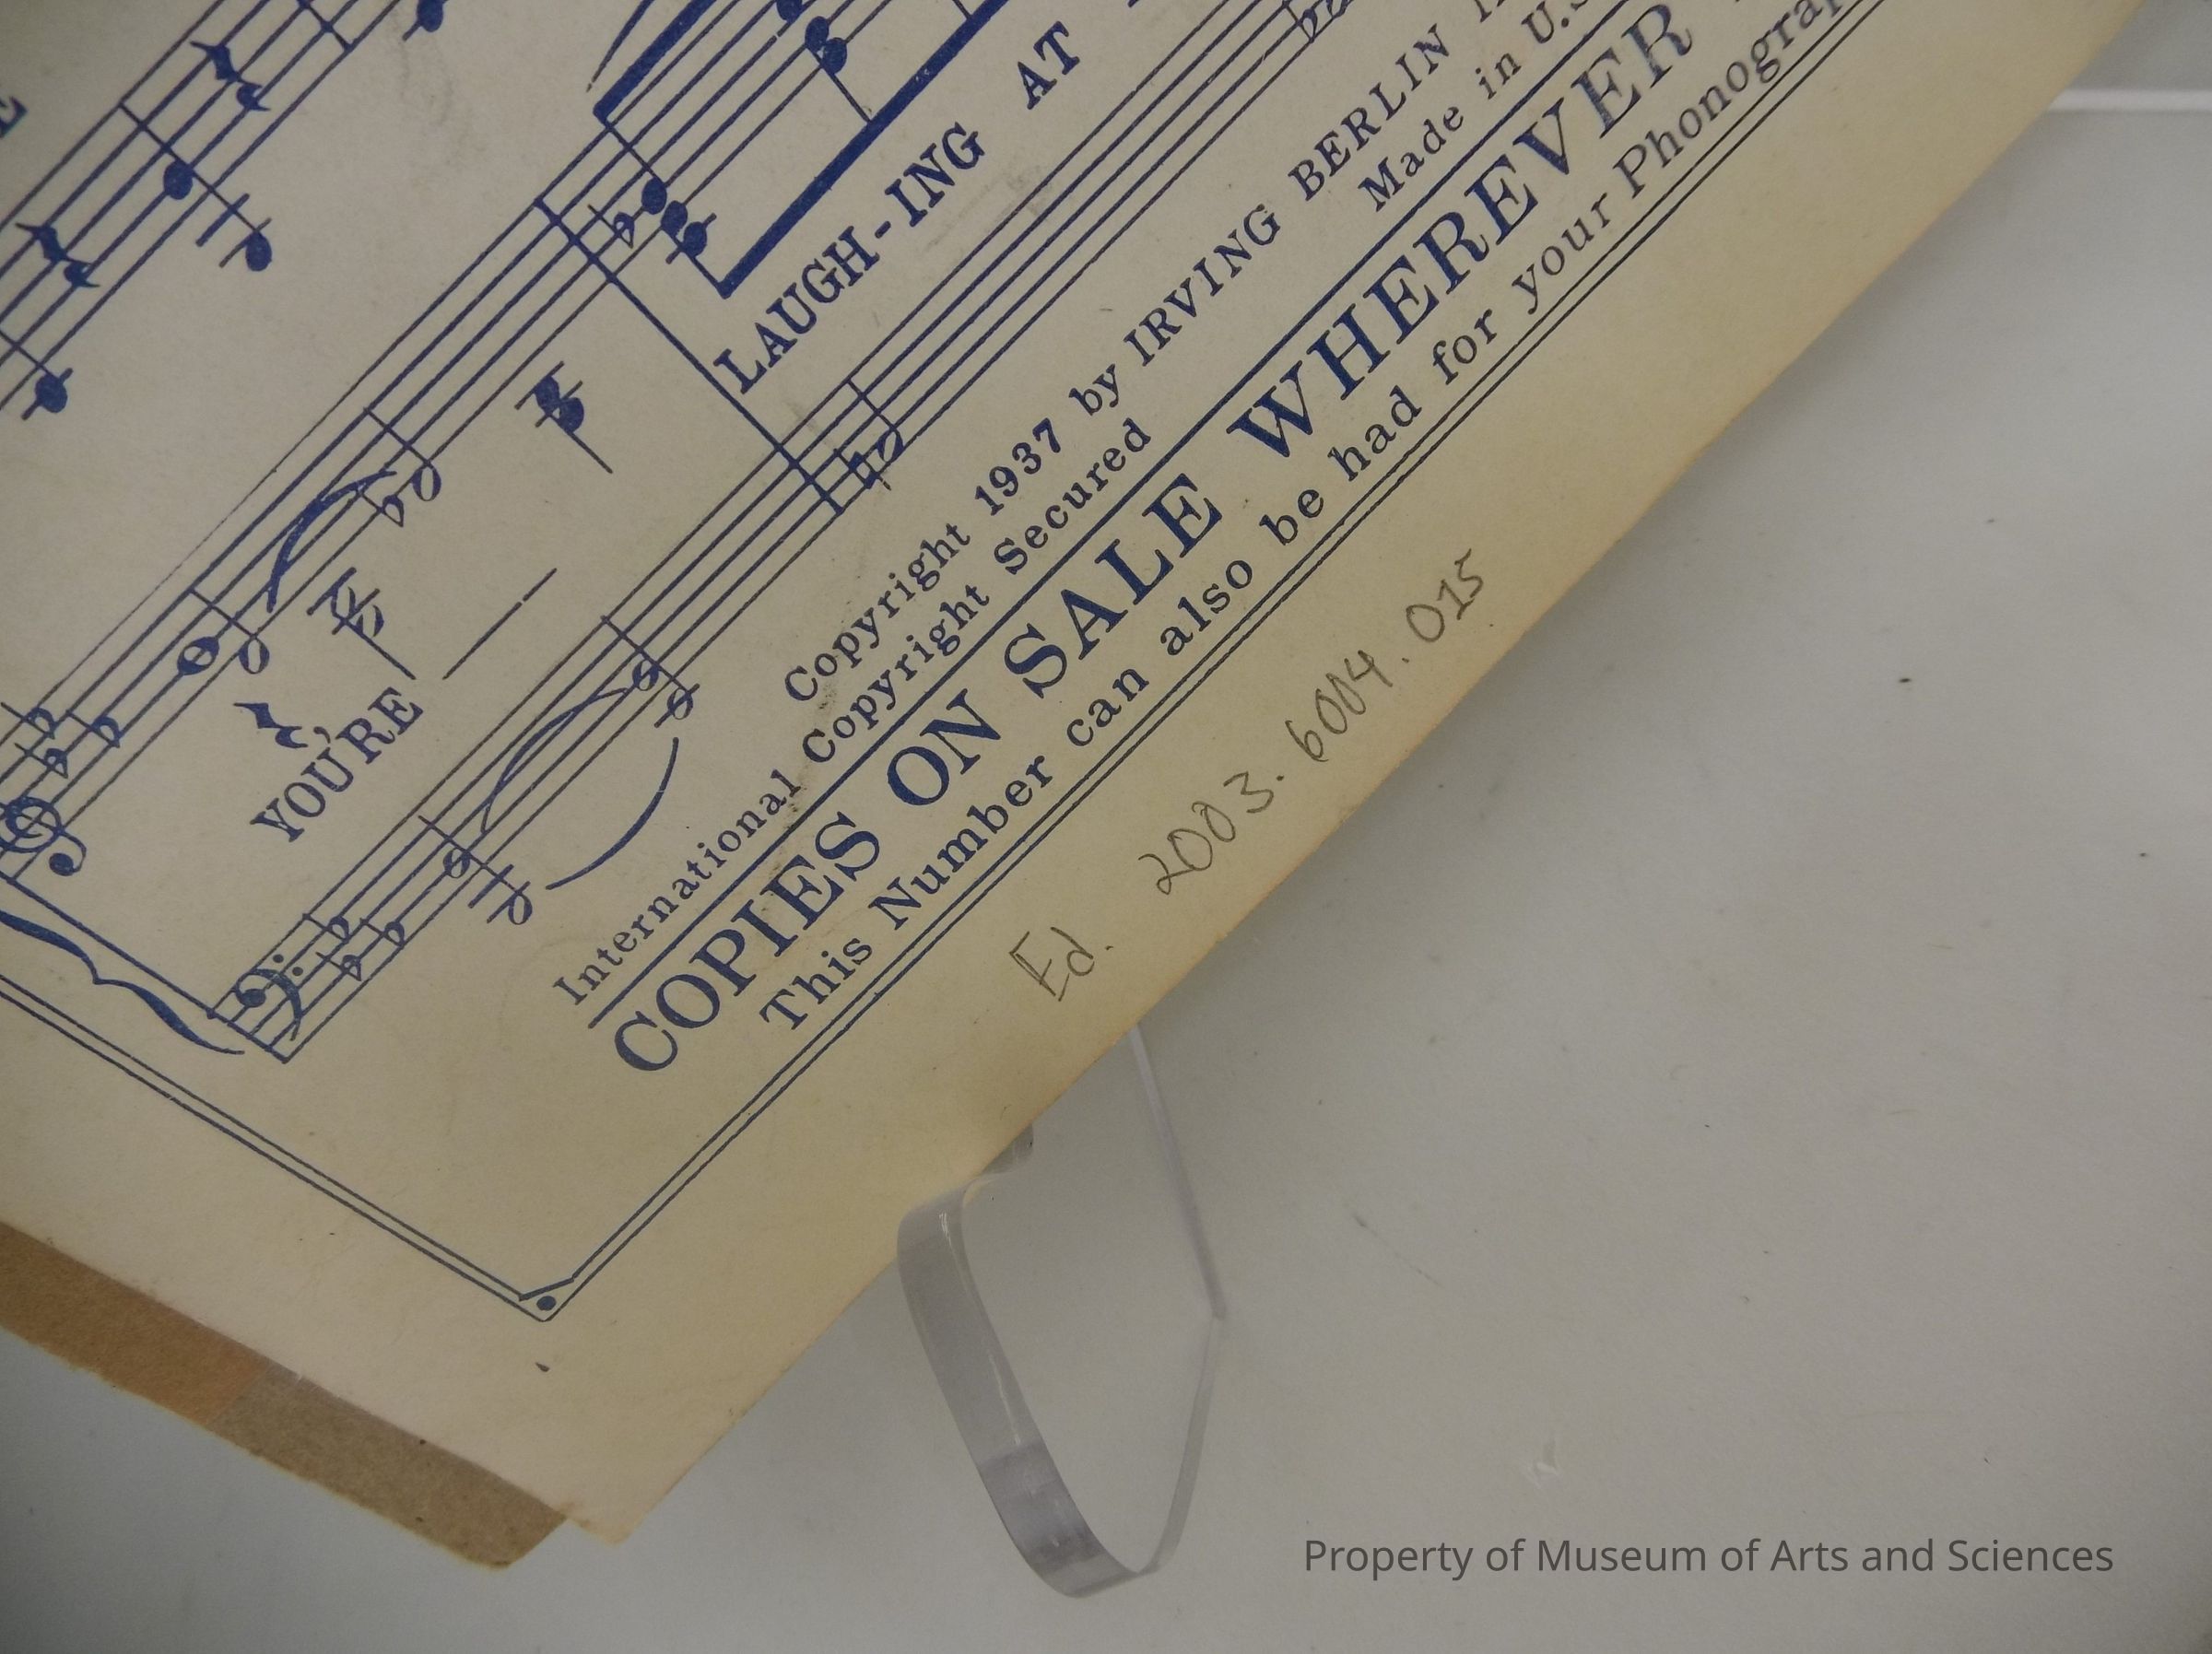 YOU'RE
LAUGH-ING AT
Copyright 1937 by IRVING BERLIN
International Copyright Secured
Made in U.S.
COPIES ON SALE WHEREVER
This Number can also be had for your Phonograp
Ed. 2003.6004.015
Property of Museum of Arts and Sciences